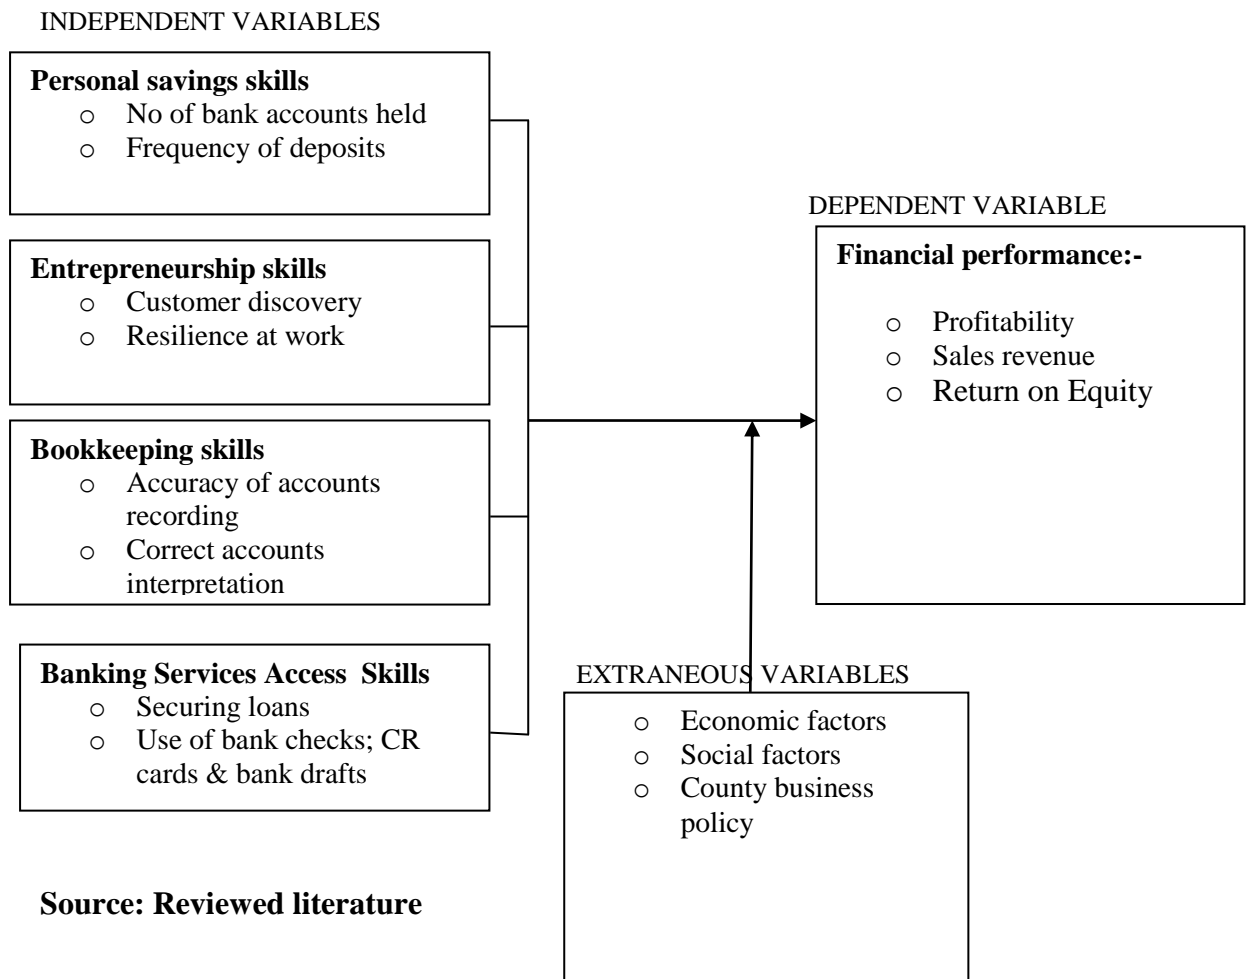 INDEPENDENT VARIABLES
Personal savings skills
o No of bank accounts held
o Frequency of deposits
Entrepreneurship skills
o Customer discovery
o Resilience at work
Bookkeeping skills
o Accuracy of accounts
recording
o Correct accounts
interpretation
Banking Services Access Skills
o Securing loans
o Use of bank checks; CR
cards & bank drafts
DEPENDENT VARIABLE
Financial performance:-
o Profitability
o Sales revenue
o Return on Equity
EXTRANEOUS VARIABLES
o Economic factors
o Social factors
o County business
policy
Source: Reviewed literature